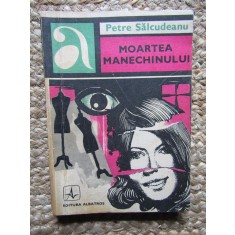 a
Petre Sălcudeanu
MOARTEA
MANECHINULUI
A
EDITURA ALBATROS